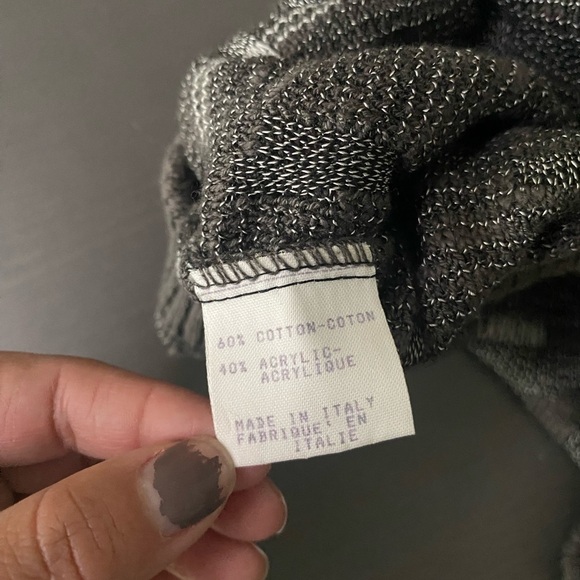 60% COTTON-COTON
40% ACRYLIC-
ACRYLIQUE
MADE IN ITALY
FABRIQUE' EN
ITALIE